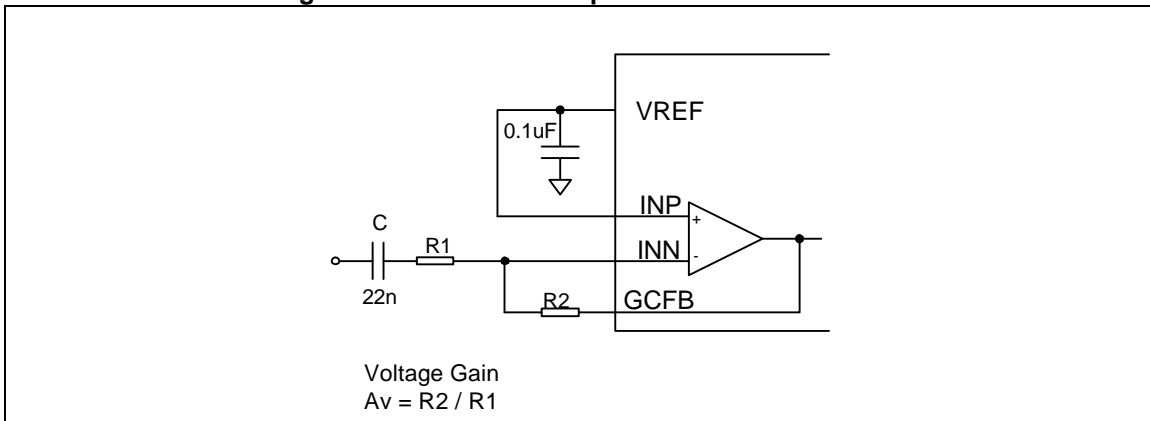 VREF
0.1uF
INP
+
C
R1
INN
-
22n
R2
GCFB
Voltage Gain
Av = R2 / R1